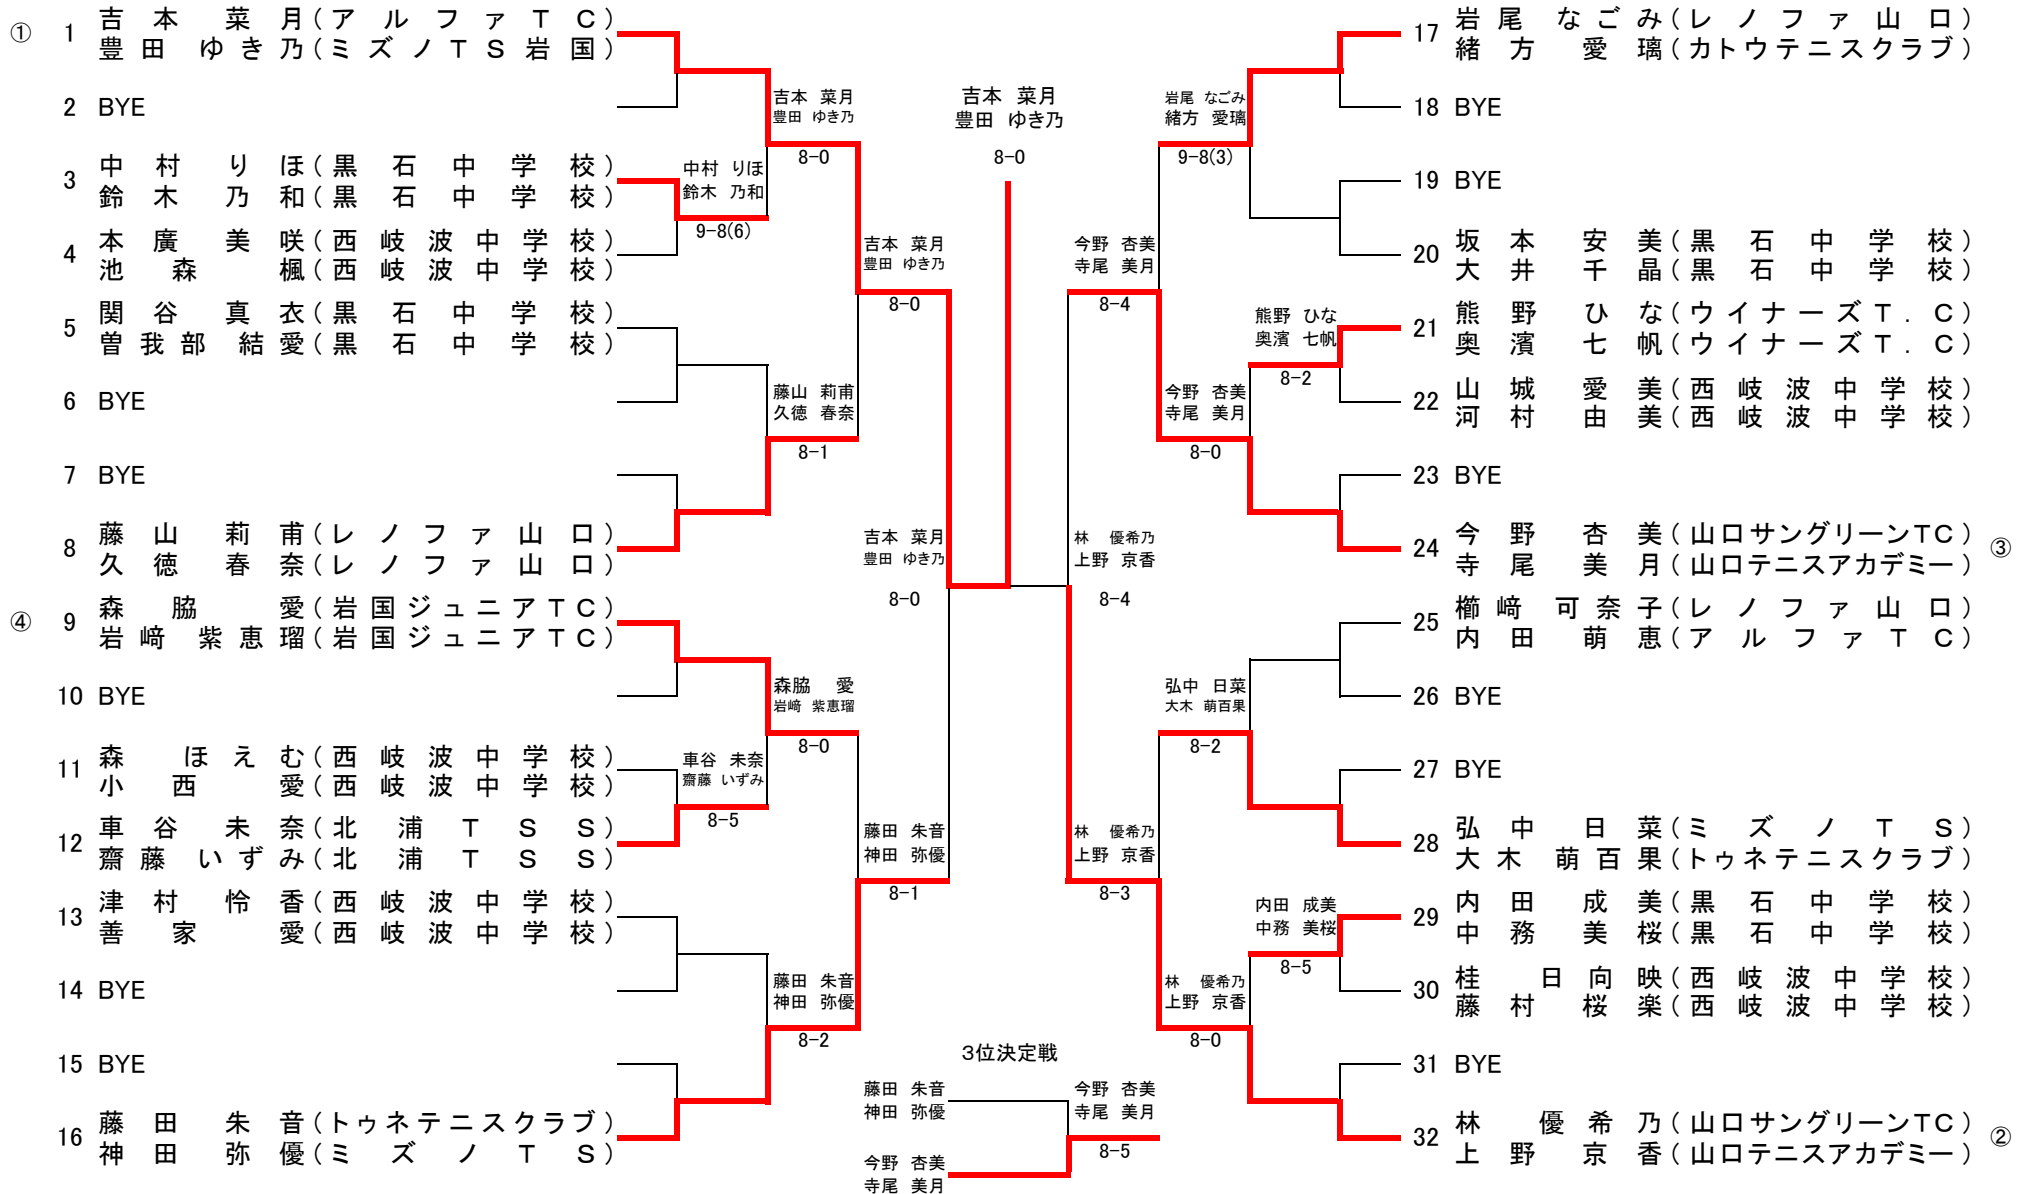 ① 1 吉本 菜月(アルファTC)
豊田 ゆき乃(ミズノTS岩国)
2 BYE
3 中村 りほ(黒石中学校)
鈴木 乃和(黒石中学校)
4 本廣 美咲(西岐波中学校)
池森 楓(西岐波中学校)
5 関谷 真衣(黒石中学校)
曽我部 結愛(黒石中学校)
6 BYE
7 BYE
8 藤山 莉甫(レノファ山口)
久徳 春奈(レノファ山口)
④ 9 森脇 愛(岩国ジュニアTC)
岩﨑 紫恵瑠(岩国ジュニアTC)
10 BYE
11 森 ほえむ(西岐波中学校)
小西 愛(西岐波中学校)
12 車谷 未奈(北浦TSS)
齋藤 いずみ(北浦TSS)
13 津村 怜香(西岐波中学校)
善家 愛(西岐波中学校)
14 BYE
15 BYE
16 藤田 朱音(トゥネテニスクラブ)
神田 弥優(ミズノTS)
中村 りほ
鈴木 乃和
9-8(6)
車谷 未奈
齋藤 いずみ
8-5
吉本 菜月
豊田 ゆき乃
8-0
藤山 莉甫
久徳 春奈
8-1
森脇 愛
岩﨑 紫恵瑠
8-0
藤田 朱音
神田 弥優
8-2
吉本 菜月
豊田 ゆき乃
8-0
藤田 朱音
神田 弥優
8-1
吉本 菜月
豊田 ゆき乃
8-0
吉本 菜月
豊田 ゆき乃
8-0
林 優希乃
上野 京香
8-4
今野 杏美
寺尾 美月
8-4
林 優希乃
上野 京香
8-3
岩尾 なごみ
緒方 愛璃
9-8(3)
今野 杏美
寺尾 美月
8-0
弘中 日菜
大木 萌百果
8-2
林 優希乃
上野 京香
8-0
熊野 ひな
奥濱 七帆
8-2
内田 成美
中務 美桜
8-5
17 岩尾 なごみ(レノファ山口)
緒方 愛璃(カトウテニスクラブ)
18 BYE
19 BYE
20 坂本 安美(黒石中学校)
大井 千晶(黒石中学校)
21 熊野 ひな(ウイナーズT.C)
奥濱 七帆(ウイナーズT.C)
22 山城 愛美(西岐波中学校)
河村 由美(西岐波中学校)
23 BYE
24 今野 杏美(山口サングリーンTC) ③
寺尾 美月(山口テニスアカデミー)
25 櫛﨑 可奈子(レノファ山口)
内田 萌恵(アルファTC)
26 BYE
27 BYE
28 弘中 日菜(ミズノTS)
大木 萌百果(トゥネテニスクラブ)
29 内田 成美(黒石中学校)
中務 美桜(黒石中学校)
30 桂 日向映(西岐波中学校)
藤村 桜楽(西岐波中学校)
31 BYE
32 林 優希乃(山口サングリーンTC) ②
上野 京香(山口テニスアカデミー)
3位決定戦
藤田 朱音
神田 弥優
今野 杏美
寺尾 美月
今野 杏美
寺尾 美月
8-5